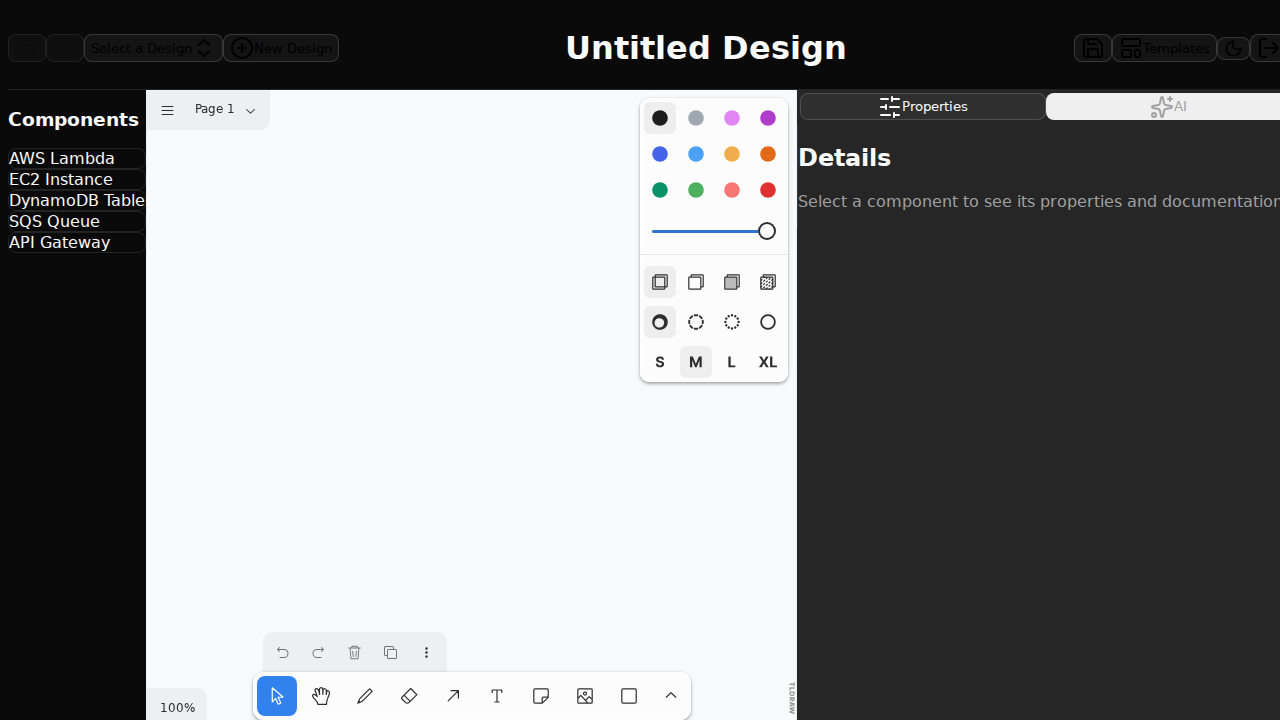 Select a Design
New Design
Untitled Design
Templates
Components
AWS Lambda
EC2 Instance
DynamoDB Table
SQS Queue
API Gateway
Page 1
S M L XL
Properties
AI
Details
Select a component to see its properties and documentation
100%
TLDRAW